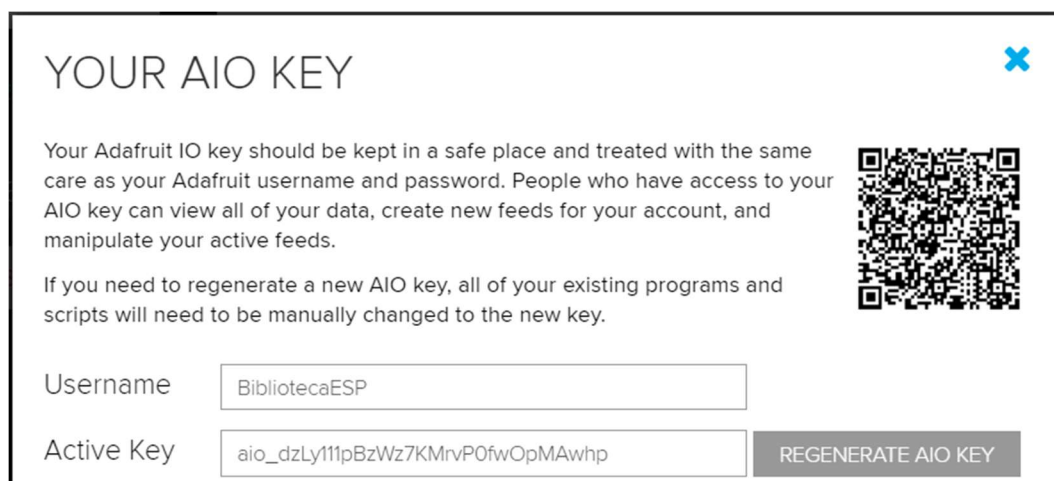 YOUR AIO KEY
Your Adafruit IO key should be kept in a safe place and treated with the same
care as your Adafruit username and password. People who have access to your
AIO key can view all of your data, create new feeds for your account, and
manipulate your active feeds.
If you need to regenerate a new AIO key, all of your existing programs and
scripts will need to be manually changed to the new key.
Username BibliotecaESP
Active Key aio_dzLy111pBzWz7KMrvP0fwOpMAwhp REGENERATE AIO KEY